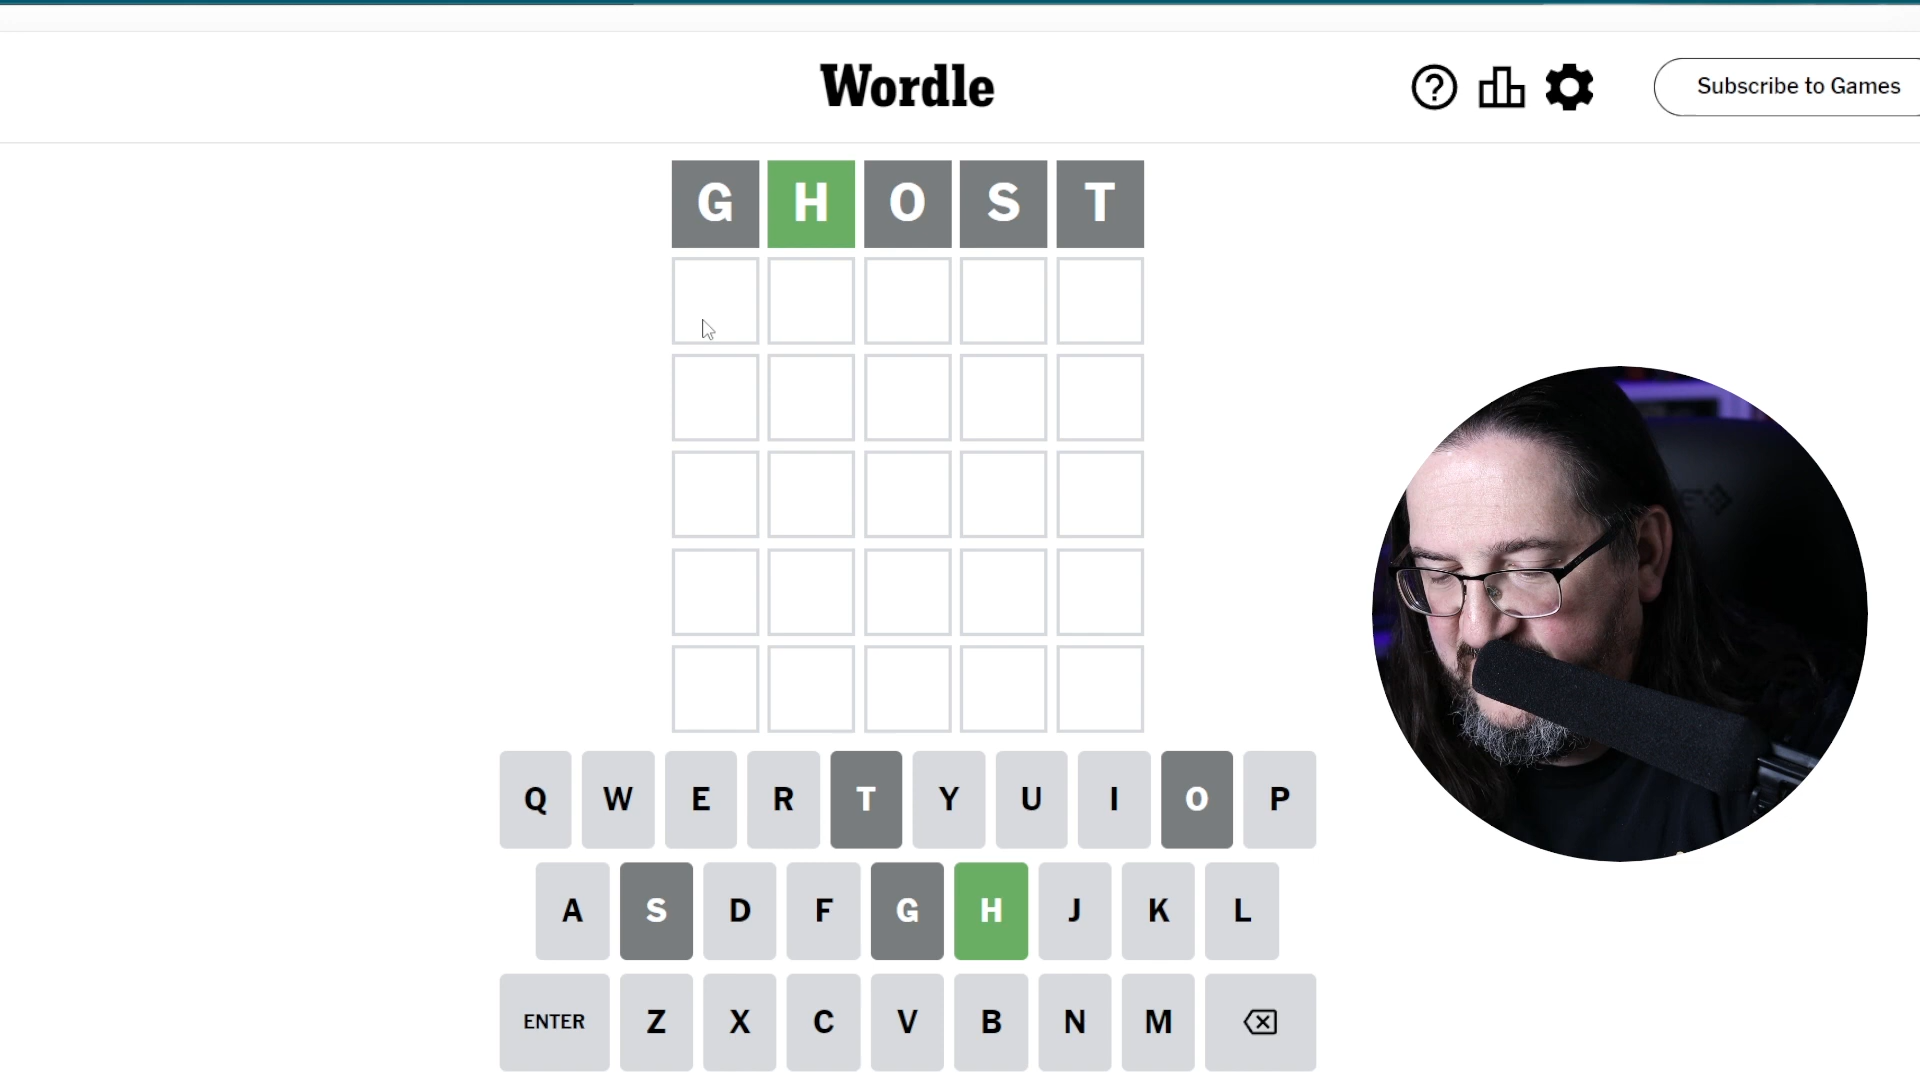 Wordle
Subscribe to Games
G H O S T
Q W E R T Y U I O P
A S D F G H J K L
ENTER Z X C V B N M